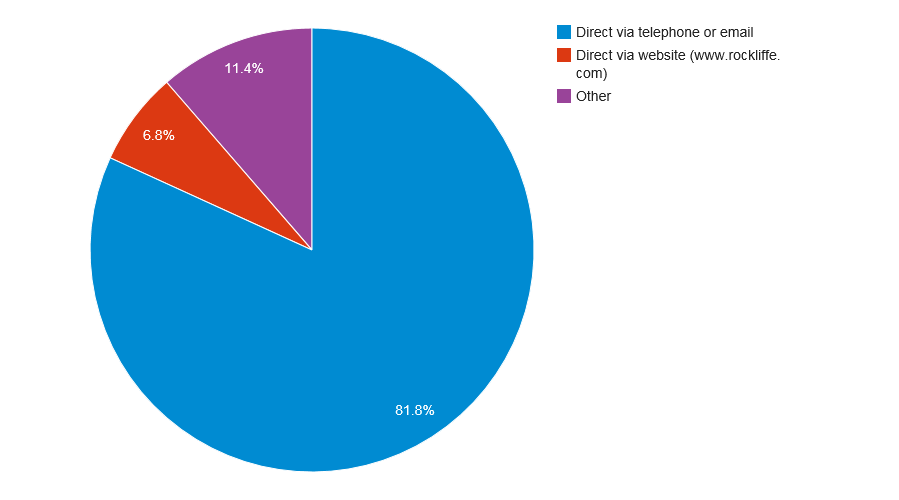 11.4%
6.8%
81.8%
Direct via telephone or email
Direct via website (www.rockliffe.
com)
Other